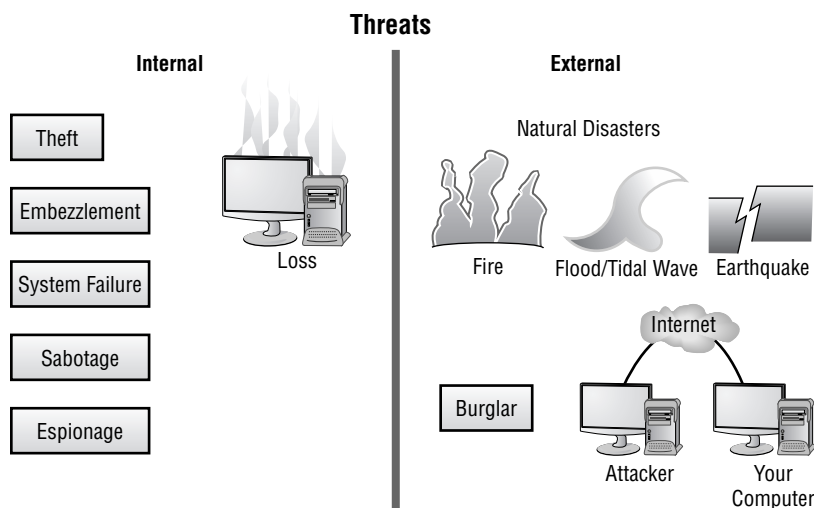 Threats
Internal
Theft
Embezzlement
System Failure
Sabotage
Espionage
Loss
External
Natural Disasters
Fire
Flood/Tidal Wave
Earthquake
Internet
Burglar
Attacker
Your
Computer